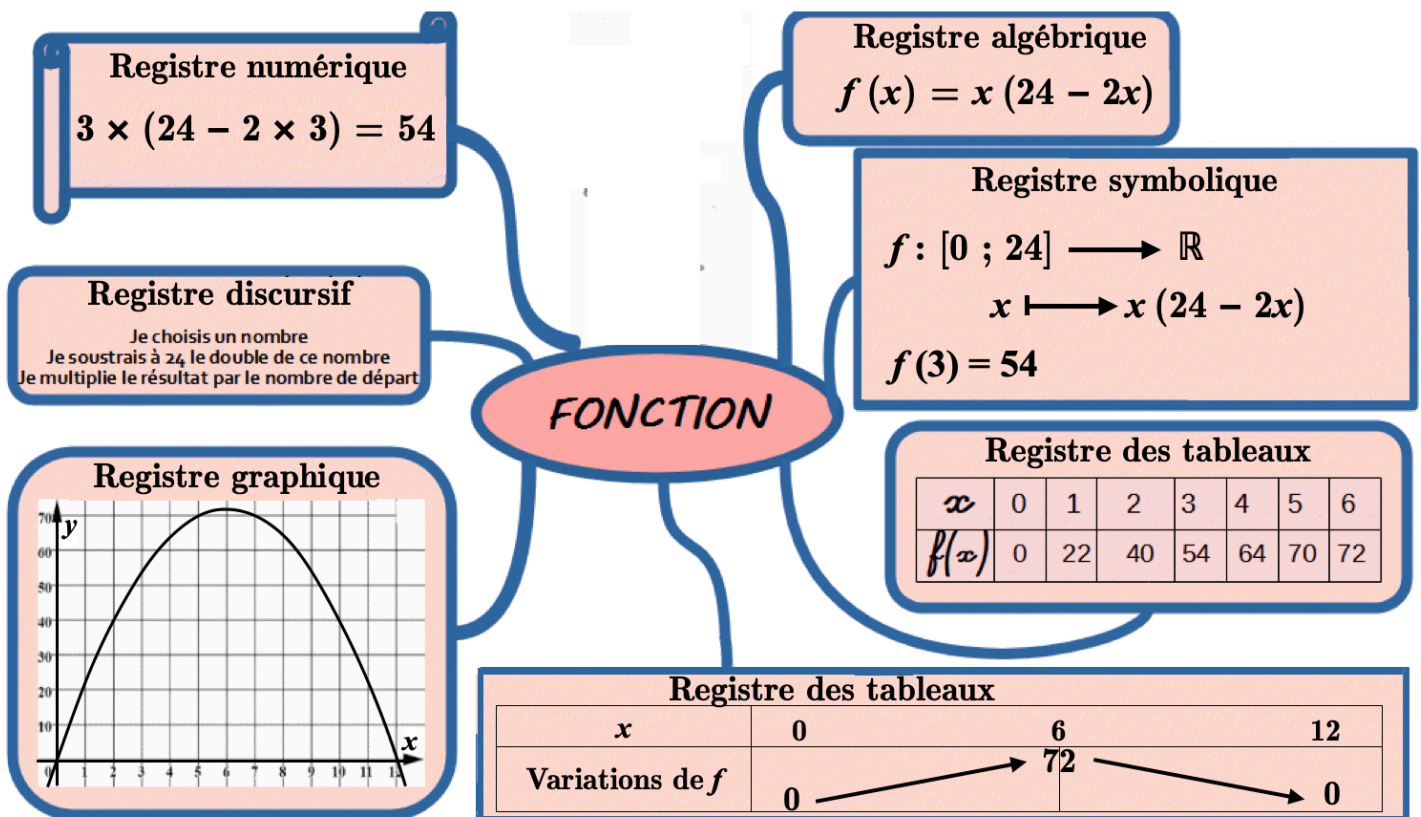 Registre numérique
3 × (24 − 2 × 3) = 54
Registre algébrique
f (x) = x (24 − 2x)
Registre symbolique
f : [0 ; 24] ⟶ ℝ
x ⟼ x (24 − 2x)
f (3) = 54
Registre discursif
Je choisis un nombre
Je soustrais à 24 le double de ce nombre
Je multiplie le résultat par le nombre de départ
FONCTION
Registre graphique
y
70
60
50
40
30
20
10
x
0 1 2 3 4 5 6 7 8 9 10 11 12
Registre des tableaux
x 0 1 2 3 4 5 6
f(x) 0 22 40 54 64 70 72
Registre des tableaux
x 0 6 12
Variations de f 0 72 0